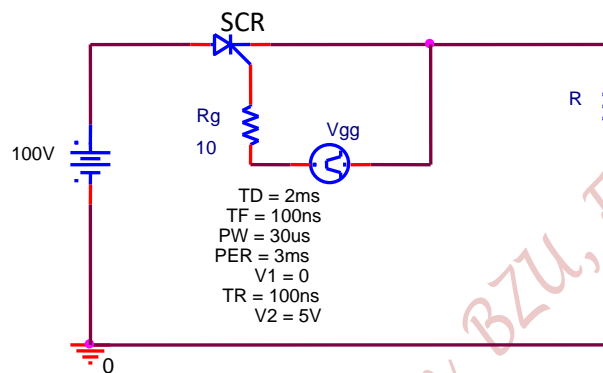 SCR
R
Rg
10
Vgg
100V
TD = 2ms
TF = 100ns
PW = 30us
PER = 3ms
V1 = 0
TR = 100ns
V2 = 5V
BZU,
0